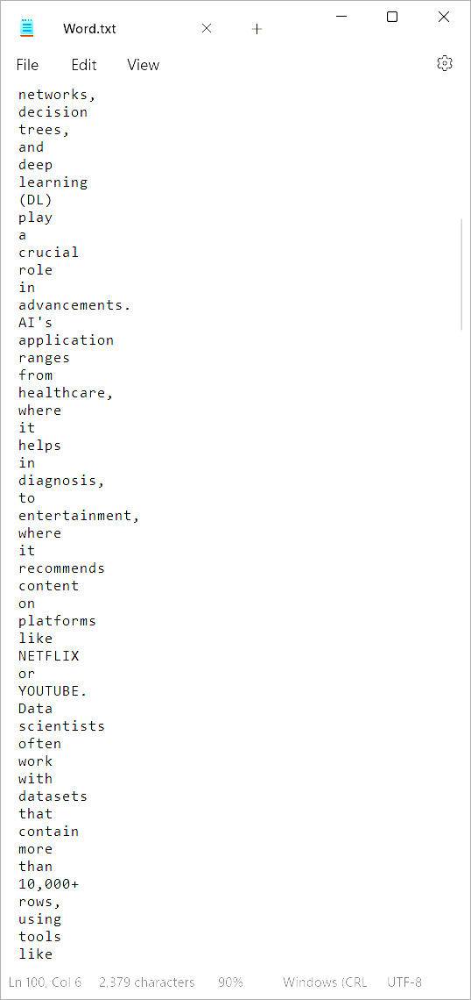 Word.txt
File Edit View
networks,
decision
trees,
and
deep
learning
(DL)
play
a
crucial
role
in
advancements.
AI's
application
ranges
from
healthcare,
where
it
helps
in
diagnosis,
to
entertainment,
where
it
recommends
content
on
platforms
like
NETFLIX
or
YOUTUBE.
Data
scientists
often
work
with
datasets
that
contain
more
than
10,000+
rows,
using
tools
like
Ln 100, Col 6 2,379 characters 90% Windows (CRL UTF-8